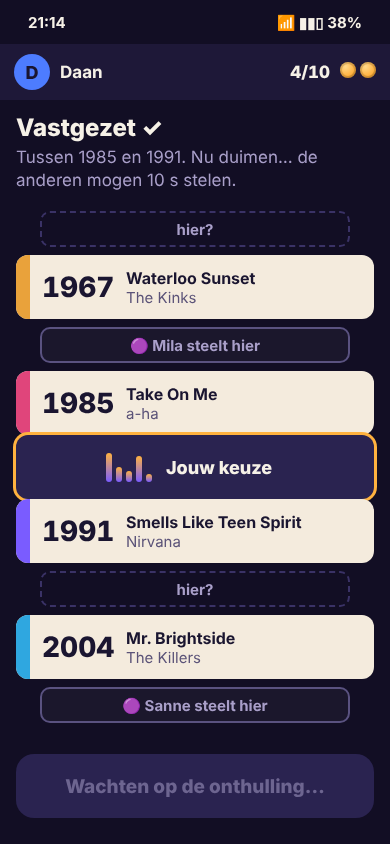 21:14
38%
D
Daan
4/10
Vastgezet ✓
Tussen 1985 en 1991. Nu duimen… de
anderen mogen 10 s stelen.
hier?
1967
Waterloo Sunset
The Kinks
Mila steelt hier
1985
Take On Me
a-ha
Jouw keuze
1991
Smells Like Teen Spirit
Nirvana
hier?
2004
Mr. Brightside
The Killers
Sanne steelt hier
Wachten op de onthulling…